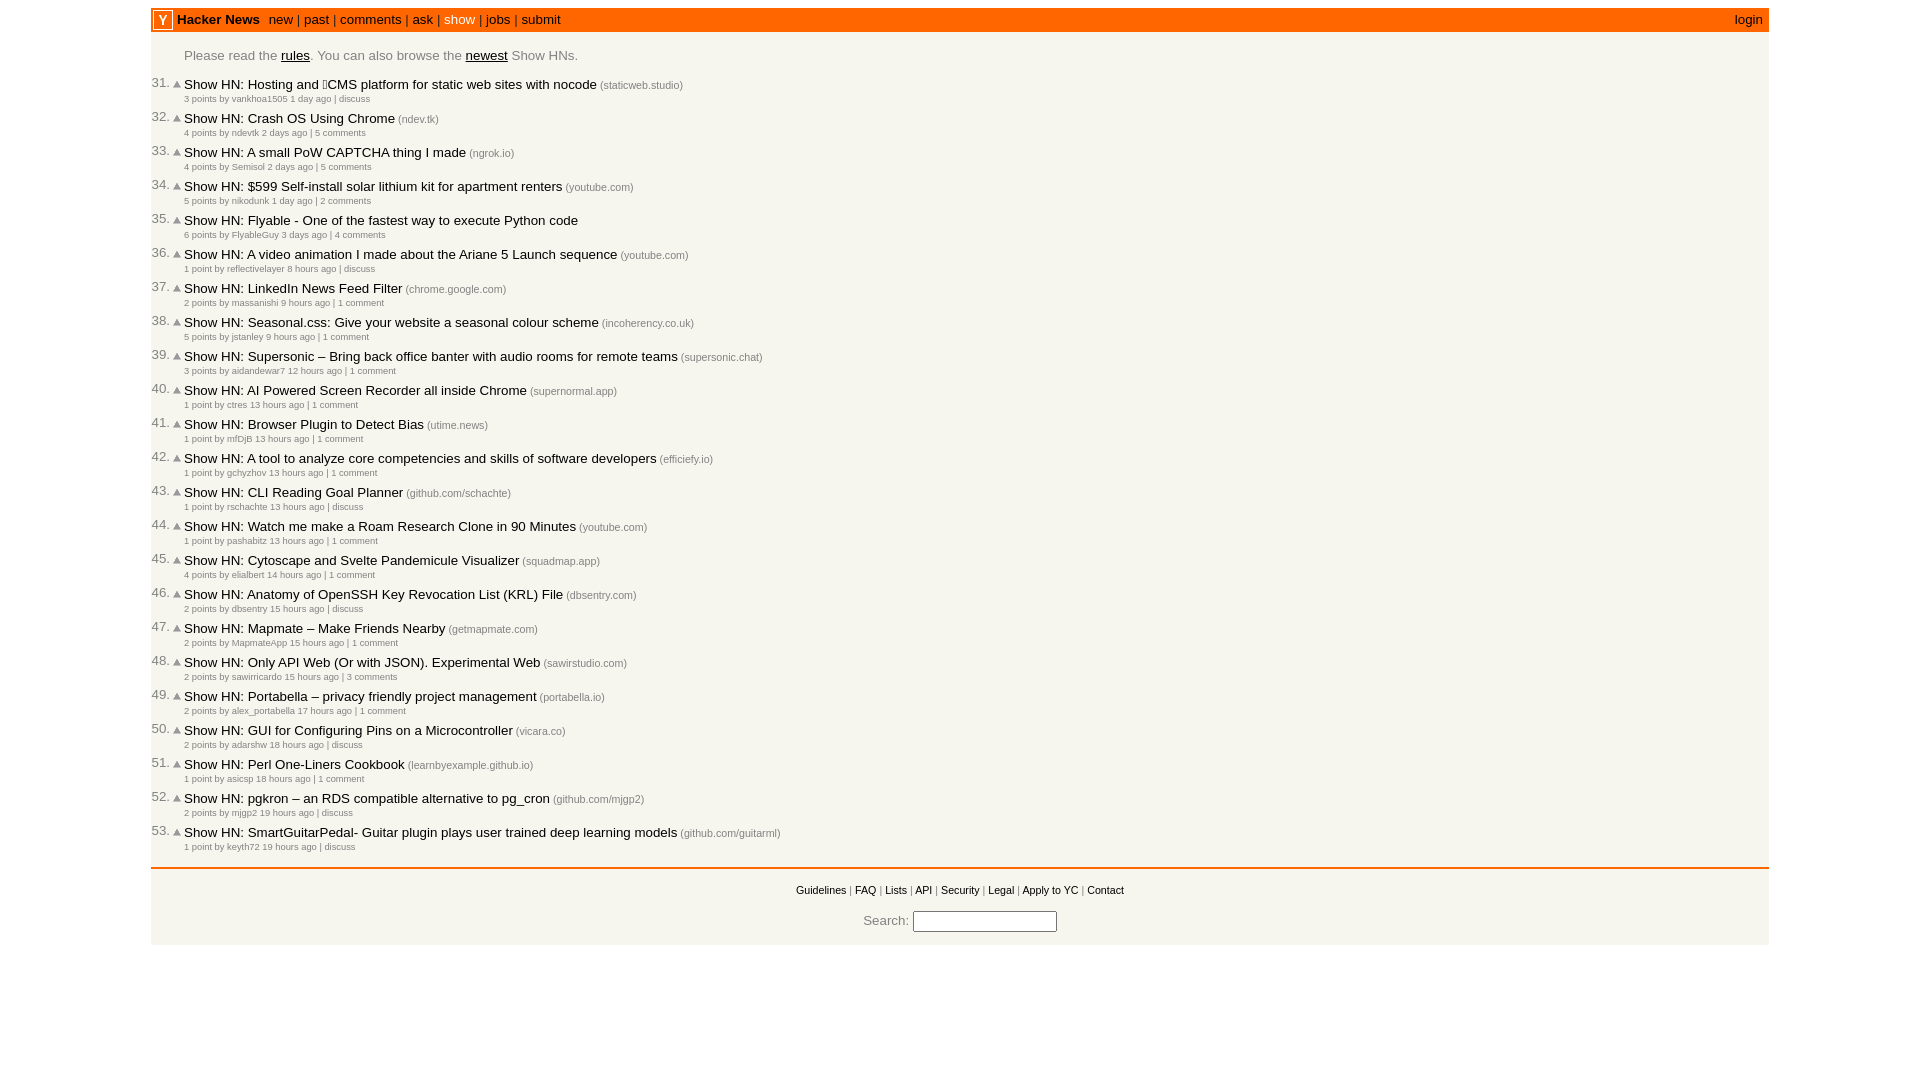 Y Hacker News new | past | comments | ask | show | jobs | submit login
Please read the rules. You can also browse the newest Show HNs.
31. Show HN: Hosting and CMS platform for static web sites with nocode (staticweb.studio)
3 points by vankhoa1505 1 day ago | discuss
32. Show HN: Crash OS Using Chrome (ndev.tk)
4 points by ndevtk 2 days ago | 5 comments
33. Show HN: A small PoW CAPTCHA thing I made (ngrok.io)
4 points by Semisol 2 days ago | 5 comments
34. Show HN: $599 Self-install solar lithium kit for apartment renters (youtube.com)
5 points by nikodunk 1 day ago | 2 comments
35. Show HN: Flyable - One of the fastest way to execute Python code
6 points by FlyableGuy 3 days ago | 4 comments
36. Show HN: A video animation I made about the Ariane 5 Launch sequence (youtube.com)
1 point by reflectivelayer 8 hours ago | discuss
37. Show HN: LinkedIn News Feed Filter (chrome.google.com)
2 points by massanishi 9 hours ago | 1 comment
38. Show HN: Seasonal.css: Give your website a seasonal colour scheme (incoherency.co.uk)
5 points by jstanley 9 hours ago | 1 comment
39. Show HN: Supersonic – Bring back office banter with audio rooms for remote teams (supersonic.chat)
3 points by aidandewar7 12 hours ago | 1 comment
40. Show HN: AI Powered Screen Recorder all inside Chrome (supernormal.app)
1 point by ctres 13 hours ago | 1 comment
41. Show HN: Browser Plugin to Detect Bias (utime.news)
1 point by mfDjB 13 hours ago | 1 comment
42. Show HN: A tool to analyze core competencies and skills of software developers (efficiefy.io)
1 point by gchyzhov 13 hours ago | 1 comment
43. Show HN: CLI Reading Goal Planner (github.com/schachte)
1 point by rschachte 13 hours ago | discuss
44. Show HN: Watch me make a Roam Research Clone in 90 Minutes (youtube.com)
1 point by pashabitz 13 hours ago | 1 comment
45. Show HN: Cytoscape and Svelte Pandemicule Visualizer (squadmap.app)
4 points by elialbert 14 hours ago | 1 comment
46. Show HN: Anatomy of OpenSSH Key Revocation List (KRL) File (dbsentry.com)
2 points by dbsentry 15 hours ago | discuss
47. Show HN: Mapmate – Make Friends Nearby (getmapmate.com)
2 points by MapmateApp 15 hours ago | 1 comment
48. Show HN: Only API Web (Or with JSON). Experimental Web (sawirstudio.com)
2 points by sawirricardo 15 hours ago | 3 comments
49. Show HN: Portabella – privacy friendly project management (portabella.io)
2 points by alex_portabella 17 hours ago | 1 comment
50. Show HN: GUI for Configuring Pins on a Microcontroller (vicara.co)
2 points by adarshw 18 hours ago | discuss
51. Show HN: Perl One-Liners Cookbook (learnbyexample.github.io)
1 point by asicsp 18 hours ago | 1 comment
52. Show HN: pgkron – an RDS compatible alternative to pg_cron (github.com/mjgp2)
2 points by mjgp2 19 hours ago | discuss
53. Show HN: SmartGuitarPedal- Guitar plugin plays user trained deep learning models (github.com/guitarml)
1 point by keyth72 19 hours ago | discuss
Guidelines | FAQ | Lists | API | Security | Legal | Apply to YC | Contact
Search: